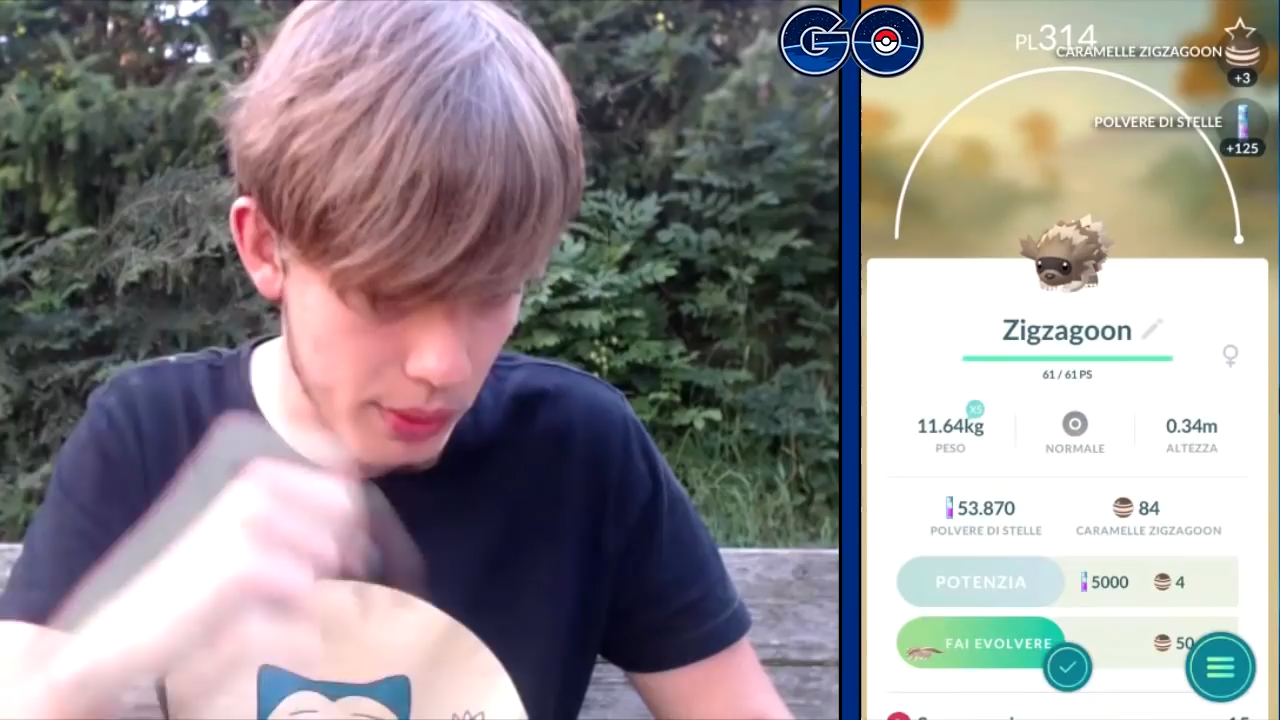 GO
PL314
CARAMELLE ZIGZAGOON
+3
POLVERE DI STELLE
+125
Zigzagoon
61 / 61 PS
XS
11.64kg
0.34m
PESO
NORMALE
ALTEZZA
53.870
84
POLVERE DI STELLE
CARAMELLE ZIGZAGOON
POTENZIA
5000
4
FAI EVOLVERE
50